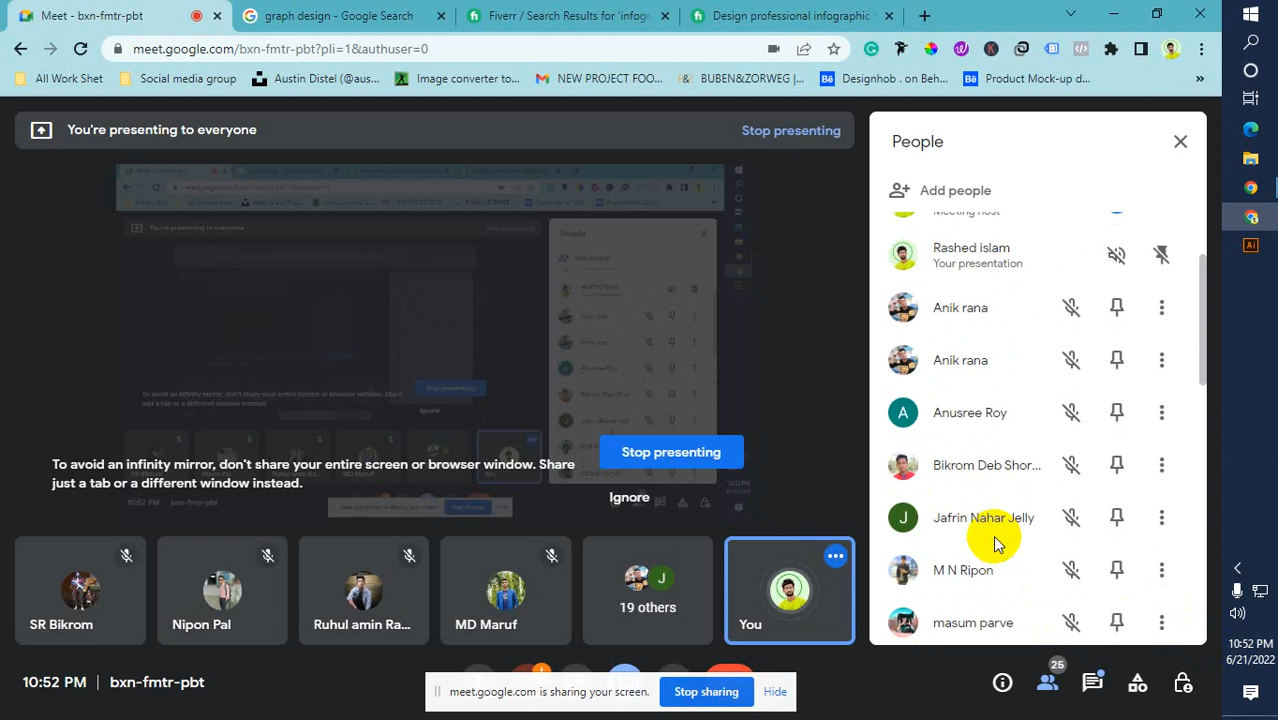 Meet - bxn-fmtr-pbt
graph design - Google Search
Fiverr / Search Results for 'infogr
Design professional infographic
meet.google.com/bxn-fmtr-pbt?pli=1&authuser=0
All Work Shet
Social media group
Austin Distel (@aus...
Image converter to...
NEW PROJECT FOO...
BUBEN&ZORWEG |...
Designhob . on Beh...
Product Mock-up d...
You're presenting to everyone
Stop presenting
People
Add people
Meeting host
Rashed islam
Your presentation
Anik rana
Anik rana
Anusree Roy
Bikrom Deb Shor...
J
Jafrin Nahar Jelly
M N Ripon
masum parve
To avoid an infinity mirror, don't share your entire screen or browser window. Share
just a tab or a different window instead.
Stop presenting
Ignore
SR Bikrom
Nipon Pal
Ruhul amin Ra...
MD Maruf
J
19 others
You
10:52 PM | bxn-fmtr-pbt
meet.google.com is sharing your screen.
Stop sharing
Hide
25
A
Ai
10:52 PM
6/21/2022